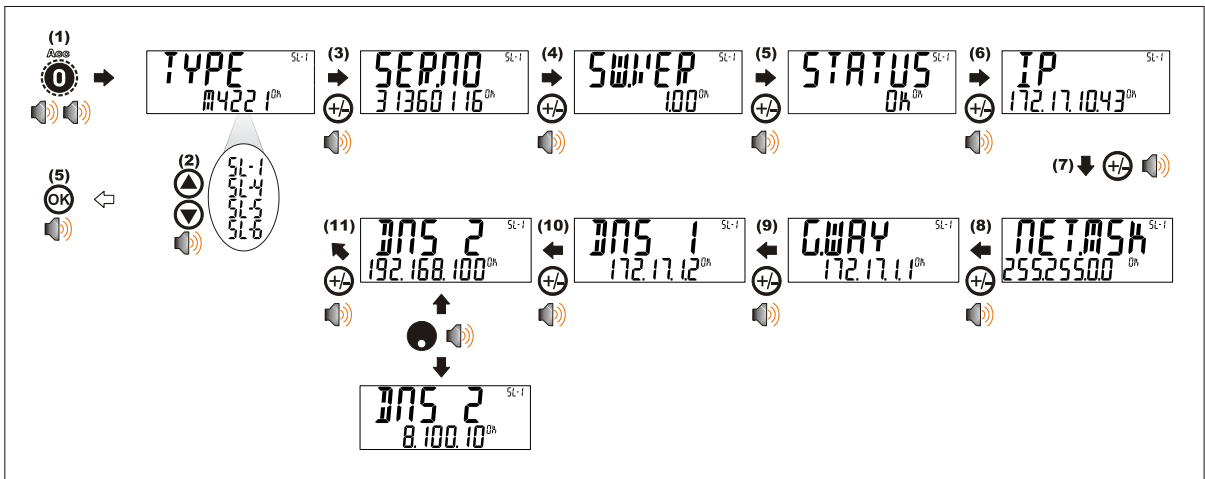 (1)
Acc
0
TYPE SL-1
M4221 OK
(2)
SL-1
SL-4
SL-5
SL-6
(5)
OK
(3)
+/-
SER.NO SL-1
31360116 OK
(4)
+/-
SW.VER SL-1
1.00 OK
(5)
+/-
STATUS SL-1
OK OK
(6)
+/-
IP SL-1
172.17.10.43 OK
(7)
+/-
NET.MSK SL-1
255.255.0.0 OK
(8)
+/-
G.WAY SL-1
172.17.1.1 OK
(9)
+/-
DNS 1 SL-1
172.17.1.2 OK
(10)
+/-
DNS 2 SL-1
192.168.100 OK
(11)
+/-
DNS 2 SL-1
8.100.10 OK